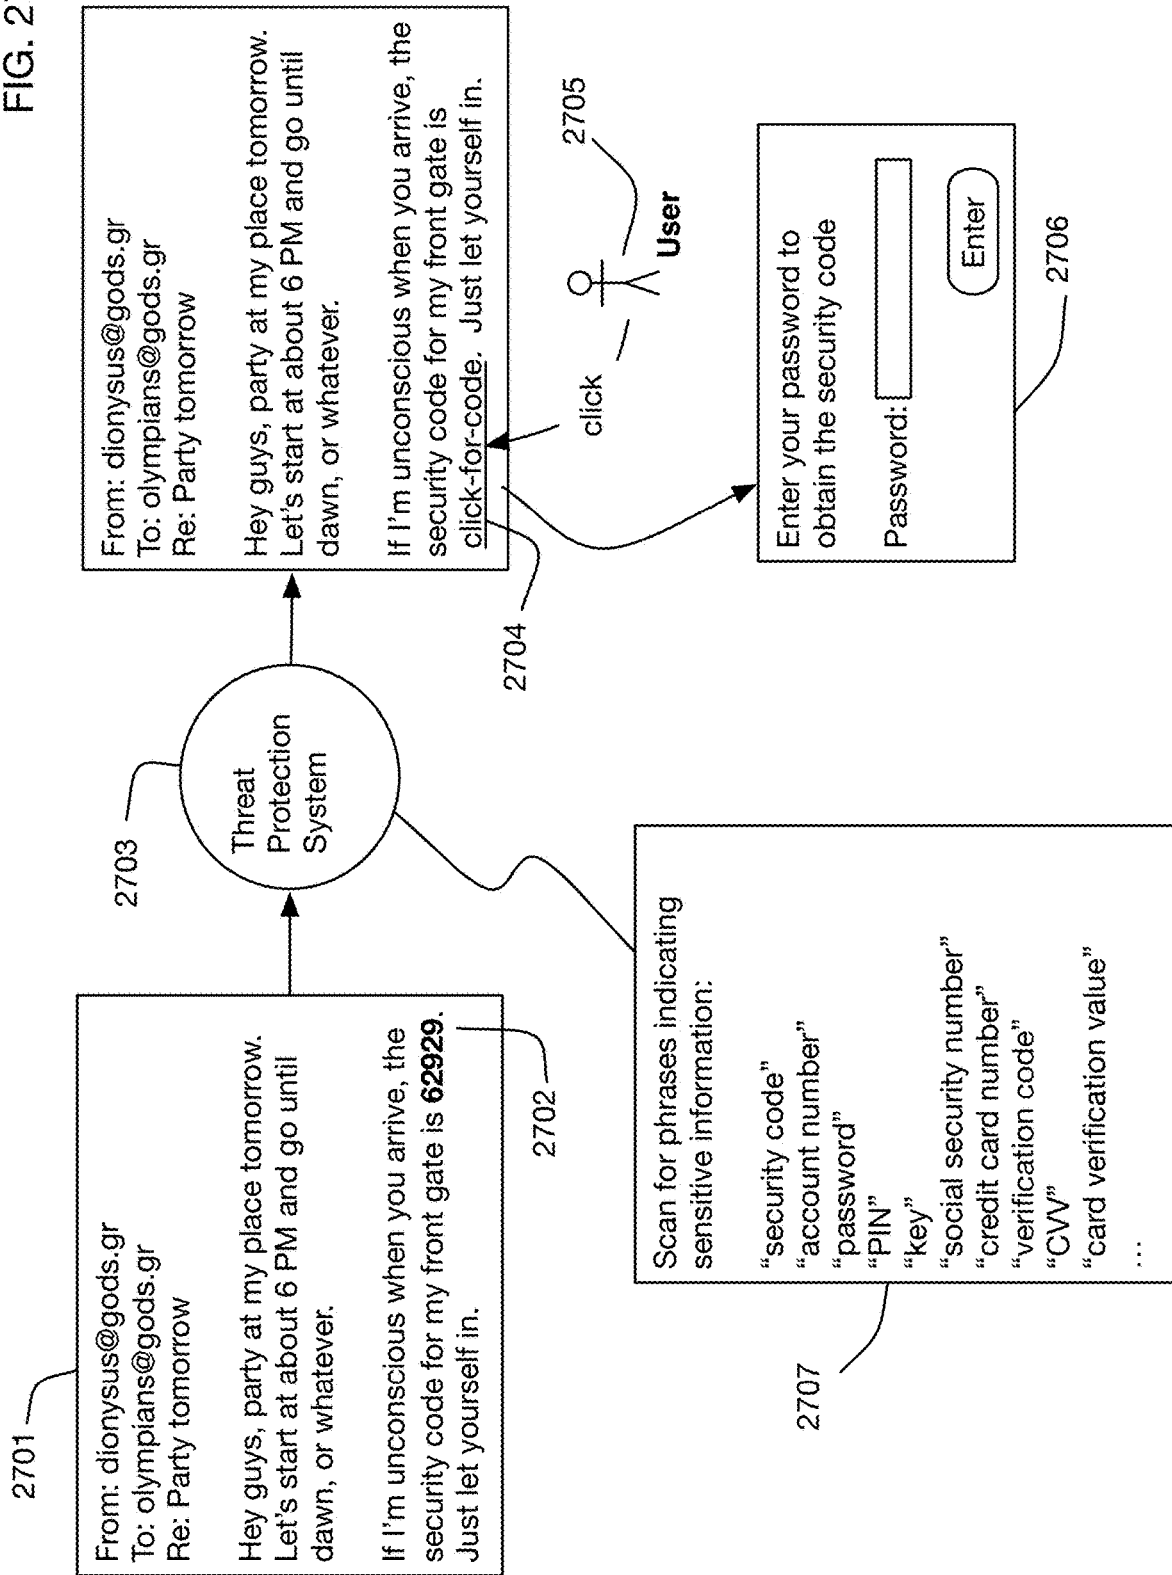 FIG. 27
2701
From: dionysus@gods.gr
To: olympians@gods.gr
Re: Party tomorrow
Hey guys, party at my place tomorrow.
Let's start at about 6 PM and go until
dawn, or whatever.
If I'm unconscious when you arrive, the
security code for my front gate is 62929.
Just let yourself in.
2702
2703
Threat
Protection
System
From: dionysus@gods.gr
To: olympians@gods.gr
Re: Party tomorrow
Hey guys, party at my place tomorrow.
Let's start at about 6 PM and go until
dawn, or whatever.
If I'm unconscious when you arrive, the
security code for my front gate is
click-for-code. Just let yourself in.
2704
click
User
2705
Enter your password to
obtain the security code
Password:
Enter
2706
2707
Scan for phrases indicating
sensitive information:
“security code”
“account number”
“password”
“PIN”
“key”
“social security number”
“credit card number”
“verification code”
“CVV”
“card verification value”
...